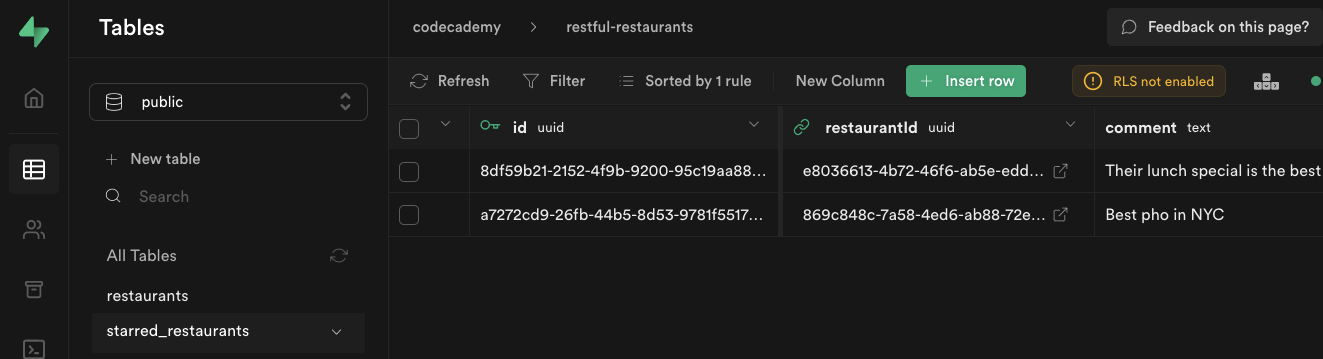 Tables
codecademy > restful-restaurants
Feedback on this page?
Refresh
Filter
Sorted by 1 rule
New Column
+ Insert row
RLS not enabled
public
+ New table
Search
All Tables
restaurants
starred_restaurants
id uuid
restaurantId uuid
comment text
8df59b21-2152-4f9b-9200-95c19aa88...
e8036613-4b72-46f6-ab5e-edd...
Their lunch special is the best
a7272cd9-26fb-44b5-8d53-9781f5517...
869c848c-7a58-4ed6-ab88-72e...
Best pho in NYC